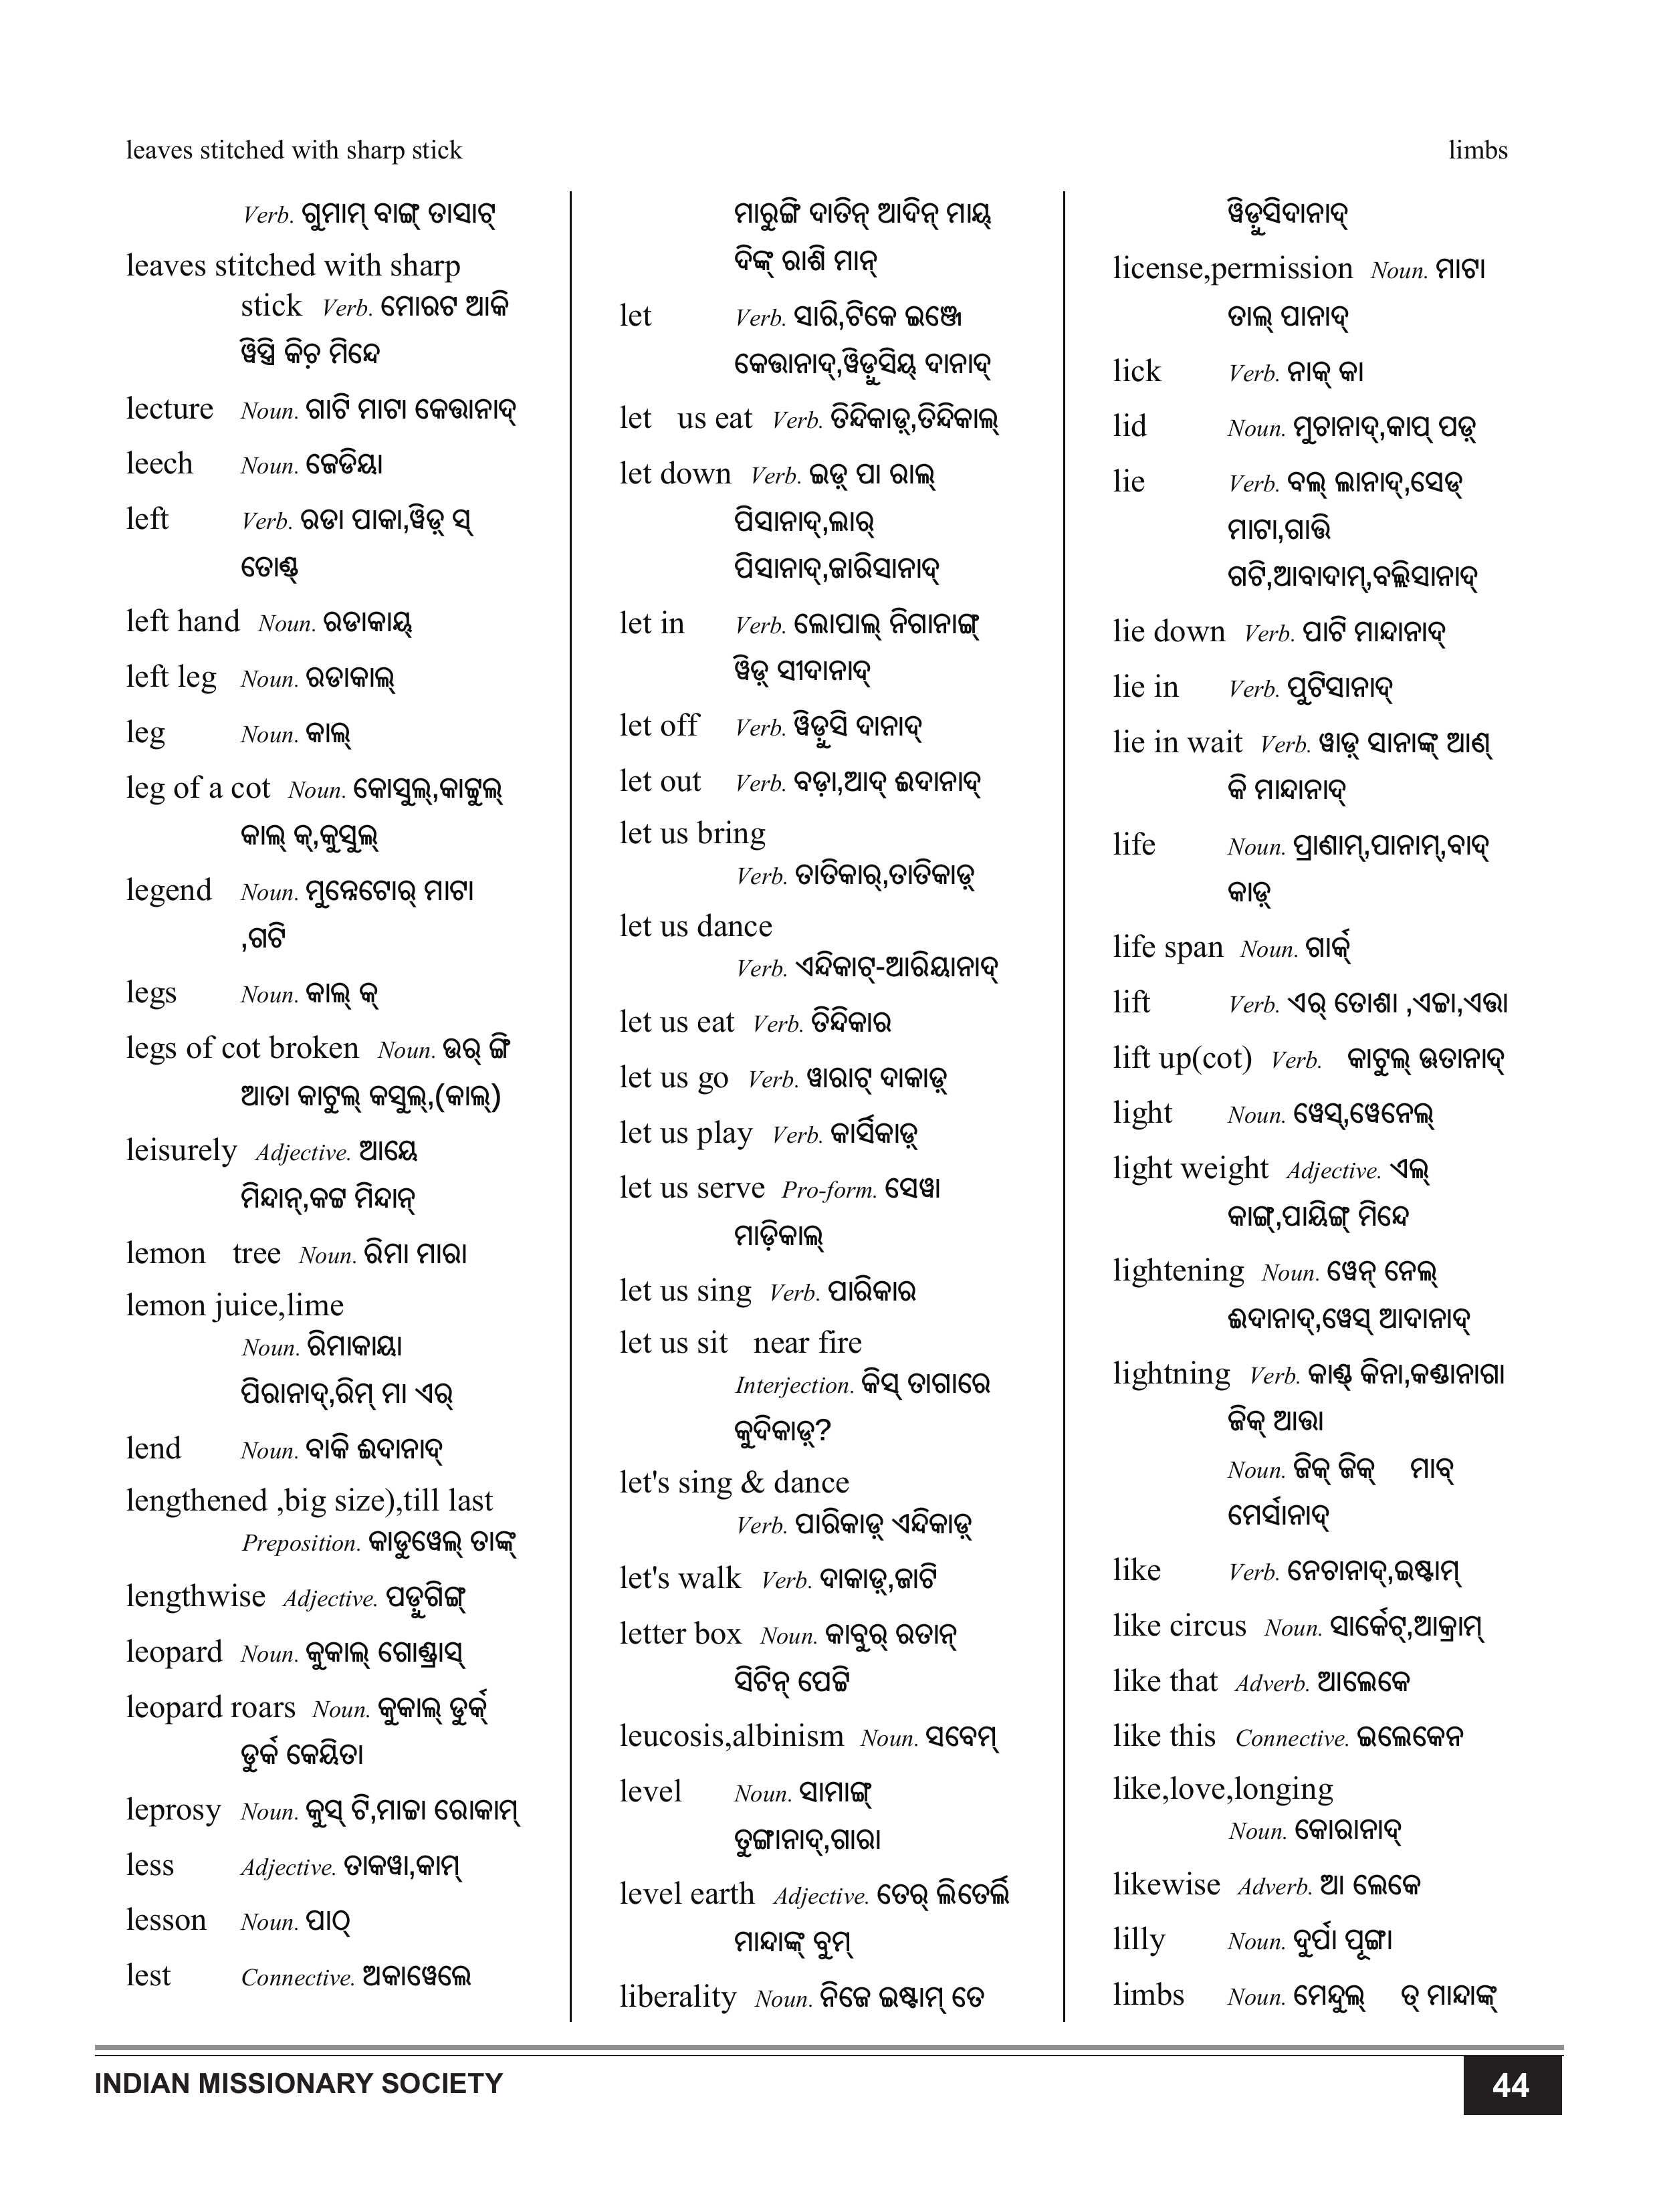 leaves stitched with sharp stick
limbs
Verb. ଗୁମାମ୍ ବାଙ୍ଗ୍ ତାସାଟ୍
leaves stitched with sharp
stick Verb. ମୋରଟ ଆକି
ୱିସ୍ତ୍ରି କିଚ଼ ମିନ୍ଦେ
lecture Noun. ଗାଟି ମାଟା କେତ୍ତାନାଦ୍
leech Noun. ଜେଡିୟା
left Verb. ରଡା ପାକା,ୱିଡ଼୍ ସ୍
ତୋଣ୍ଡ୍
left hand Noun. ରଡାକାୟ୍
left leg Noun. ରଡାକାଲ୍
leg Noun. କାଲ୍
leg of a cot Noun. କୋସୁଲ୍,କାଟ୍ଟୁଲ୍
କାଲ୍ କ୍,କୁସୁଲ୍
legend Noun. ମୁନ୍ନେଟୋର୍ ମାଟା
,ଗଟି
legs Noun. କାଲ୍ କ୍
legs of cot broken Noun. ଉର୍ ଙ୍ଗି
ଆତା କାଟୁଲ୍ କସୁଲ୍,(କାଲ୍)
leisurely Adjective. ଆୟେ
ମିନ୍ଦାନ୍,କଟ୍ଟ ମିନ୍ଦାନ୍
lemon tree Noun. ରିମା ମାରା
lemon juice,lime
Noun. ରିମାକାୟା
ପିରାନାଦ୍,ରିମ୍ ମା ଏର୍
lend Noun. ବାକି ଈଦାନାଦ୍
lengthened ,big size),till last
Preposition. କାଡୁୱେଲ୍ ତାଙ୍କ୍
lengthwise Adjective. ପଡ଼ୁଗିଙ୍ଗ୍
leopard Noun. କୁକାଲ୍ ଗୋଣ୍ଡ୍ରାସ୍
leopard roars Noun. କୁକାଲ୍ ଡୁର୍କ୍
ଡୁର୍କ କେୟିତା
leprosy Noun. କୁସ୍ ଟି,ମାଚ୍ଚା ରୋକାମ୍
less Adjective. ତାକୱା,କାମ୍
lesson Noun. ପାଠ୍
lest Connective. ଅକାୱେଲେ
ମାରୁଙ୍ଗି ଦାତିନ୍ ଆଦିନ୍ ମାୟ୍
ଦିଙ୍କ୍ ରାଶି ମାନ୍
let Verb. ସାରି,ଟିକେ ଇଞ୍ଜେ
କେତ୍ତାନାଦ୍,ୱିଡ଼ୁସିୟ୍ ଦାନାଦ୍
let us eat Verb. ତିନ୍ଦିକାଡ଼୍,ତିନ୍ଦିକାଲ୍
let down Verb. ଇଡ଼୍ ପା ରାଲ୍
ପିସାନାଦ୍,ଲାର୍
ପିସାନାଦ୍,ଜାରିସାନାଦ୍
let in Verb. ଲୋପାଲ୍ ନିଗାନାଙ୍ଗ୍
ୱିଡ଼୍ ସୀଦାନାଦ୍
let off Verb. ୱିଡ଼ୁସି ଦାନାଦ୍
let out Verb. ବଡ଼ା,ଆଦ୍ ଈଦାନାଦ୍
let us bring
Verb. ତାତିକାର୍,ତାତିକାଡ଼୍
let us dance
Verb. ଏନ୍ଦିକାଟ୍-ଆରିୟାନାଦ୍
let us eat Verb. ତିନ୍ଦିକାର
let us go Verb. ୱାରାଟ୍ ଦାକାଡ଼୍
let us play Verb. କାର୍ସିକାଡ଼୍
let us serve Pro-form. ସେୱା
ମାଡ଼ିକାଲ୍
let us sing Verb. ପାରିକାର
let us sit near fire
Interjection. କିସ୍ ତାଗାରେ
କୁଦିକାଡ଼୍?
let's sing & dance
Verb. ପାରିକାଡ଼୍ ଏନ୍ଦିକାଡ଼୍
let's walk Verb. ଦାକାଡ଼୍,ଜାଟି
letter box Noun. କାବୁର୍ ରତାନ୍
ସିଟିନ୍ ପେଟ୍ଟି
leucosis,albinism Noun. ସବେମ୍
level Noun. ସାମାଙ୍ଗ୍
ତୁଙ୍ଗାନାଦ୍,ଗାରା
level earth Adjective. ତେର୍ ଲିତେର୍ଲି
ମାନ୍ଦାଙ୍କ୍ ବୁମ୍
liberality Noun. ନିଜେ ଇଷ୍ଟାମ୍ ତେ
ୱିଡ଼ୁସିଦାନାଦ୍
license,permission Noun. ମାଟା
ତାଲ୍ ପାନାଦ୍
lick Verb. ନାକ୍ କା
lid Noun. ମୁଚାନାଦ୍,କାପ୍ ପଡ଼୍
lie Verb. ବଲ୍ ଲାନାଦ୍,ସେଡ୍
ମାଟା,ଗାତ୍ତି
ଗଟି,ଆବାଦାମ୍,ବଲ୍ଲିସାନାଦ୍
lie down Verb. ପାଟି ମାନ୍ଦାନାଦ୍
lie in Verb. ପୁଟିସାନାଦ୍
lie in wait Verb. ୱାଡ଼୍ ସାନାଙ୍କ୍ ଆଣ୍
କି ମାନ୍ଦାନାଦ୍
life Noun. ପ୍ରାଣାମ୍,ପାନାମ୍,ବାଦ୍
କାଡ଼୍
life span Noun. ଗାର୍କ୍
lift Verb. ଏର୍ ତୋଶା ,ଏଚ୍ଚା,ଏତ୍ତା
lift up(cot) Verb. କାଟୁଲ୍ ଊତାନାଦ୍
light Noun. ୱେସ୍,ୱେନେଲ୍
light weight Adjective. ଏଲ୍
କାଙ୍ଗ୍,ପାୟିଙ୍ଗ୍ ମିନ୍ଦେ
lightening Noun. ୱେନ୍ ନେଲ୍
ଈଦାନାଦ୍,ୱେସ୍ ଆଦାନାଦ୍
lightning Verb. କାଣ୍ଡ୍ କିନା,କଣ୍ଡାନାଗା
ଜିକ୍ ଆତ୍ତା
Noun. ଜିକ୍ ଜିକ୍ ମାବ୍
ମେର୍ସାନାଦ୍
like Verb. ନେଚାନାଦ୍,ଇଷ୍ଟାମ୍
like circus Noun. ସାର୍କେଟ୍,ଆକ୍ରାମ୍
like that Adverb. ଆଲେକେ
like this Connective. ଇଲେକେନ
like,love,longing
Noun. କୋରାନାଦ୍
likewise Adverb. ଆ ଲେକେ
lilly Noun. ଦୁର୍ପା ପୂଙ୍ଗା
limbs Noun. ମେନ୍ଦୁଲ୍ ତ୍ ମାନ୍ଦାଙ୍କ୍
INDIAN MISSIONARY SOCIETY
44